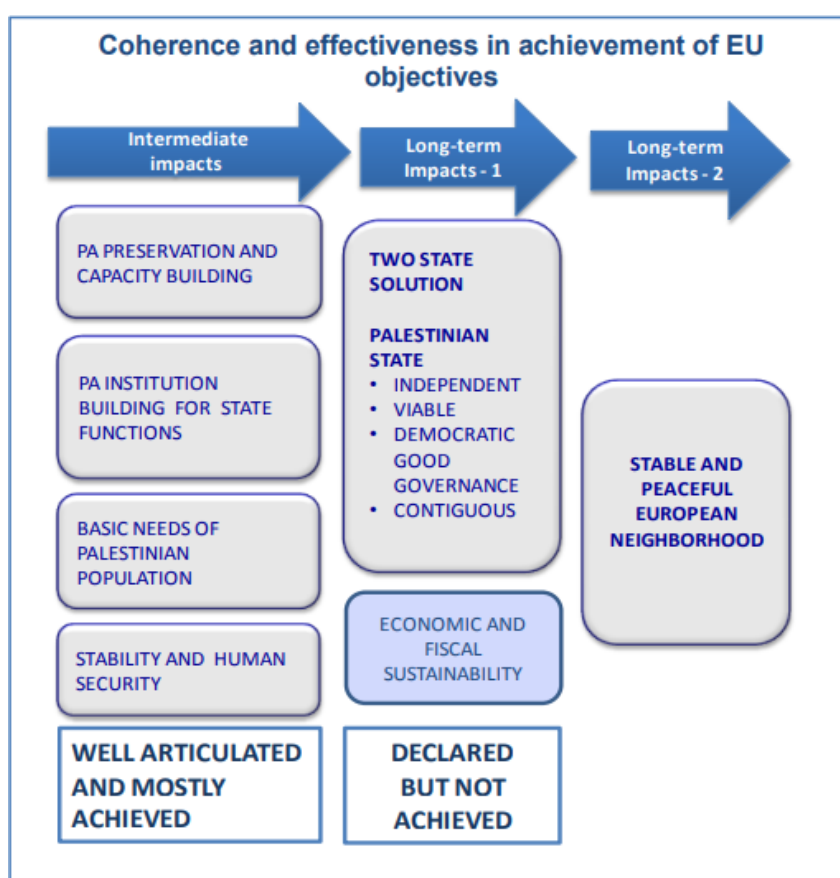 Coherence and effectiveness in achievement of EU
objectives
Intermediate
impacts
Long-term
Impacts - 1
Long-term
Impacts - 2
PA PRESERVATION AND
CAPACITY BUILDING
PA INSTITUTION
BUILDING FOR STATE
FUNCTIONS
BASIC NEEDS OF
PALESTINIAN
POPULATION
STABILITY AND HUMAN
SECURITY
WELL ARTICULATED
AND MOSTLY
ACHIEVED
TWO STATE
SOLUTION
PALESTINIAN
STATE
• INDEPENDENT
• VIABLE
• DEMOCRATIC
GOOD
GOVERNANCE
• CONTIGUOUS
ECONOMIC AND
FISCAL
SUSTAINABILITY
DECLARED
BUT NOT
ACHIEVED
STABLE AND
PEACEFUL
EUROPEAN
NEIGHBORHOOD